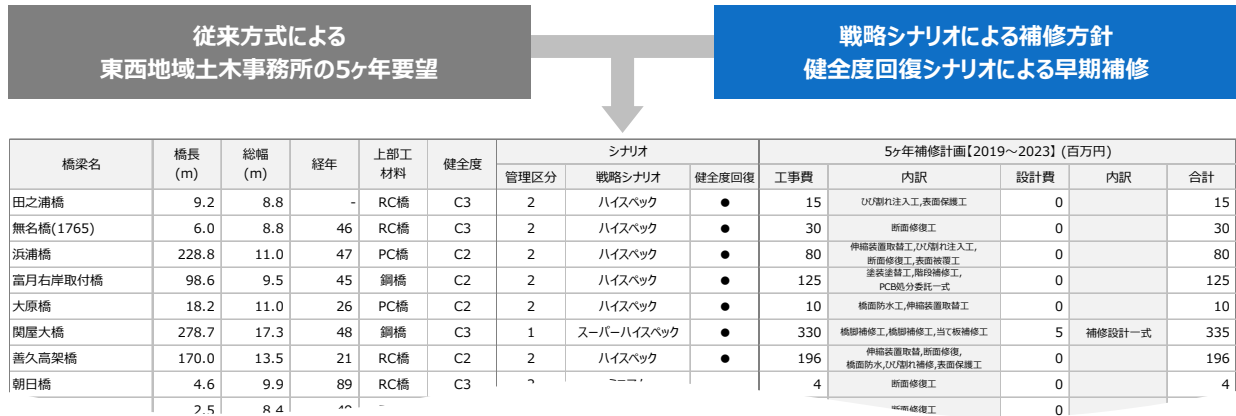 従来方式による
東西地域土木事務所の5ヶ年要望
戦略シナリオによる補修方針
健全度回復シナリオによる早期補修
橋梁名 橋長(m) 総幅(m) 経年 上部工材料 健全度 シナリオ 5ヶ年補修計画【2019～2023】(百万円)
管理区分 戦略シナリオ 健全度回復 工事費 内訳 設計費 内訳 合計
田之浦橋 9.2 8.8 - RC橋 C3 2 ハイスペック ● 15 ひび割れ注入工,表面保護工 0 15
無名橋(1765) 6.0 8.8 46 RC橋 C3 2 ハイスペック ● 30 断面修復工 0 30
浜浦橋 228.8 11.0 47 PC橋 C2 2 ハイスペック ● 80 伸縮装置取替工,ひび割れ注入工,断面修復工,表面被覆工 0 80
富月右岸取付橋 98.6 9.5 45 鋼橋 C2 2 ハイスペック ● 125 塗装塗替工,階段補修工,PCB処分委託一式 0 125
大原橋 18.2 11.0 26 PC橋 C2 2 ハイスペック ● 10 橋面防水工,伸縮装置取替工 0 10
関屋大橋 278.7 17.3 48 鋼橋 C3 1 スーパーハイスペック ● 330 橋脚補修工,橋脚補修工,当て板補修工 5 補修設計一式 335
善久高架橋 170.0 13.5 21 RC橋 C2 2 ハイスペック ● 196 伸縮装置取替,断面修復,橋面防水,ひび割れ補修,表面保護工 0 196
朝日橋 4.6 9.9 89 RC橋 C3 4 断面修復工 0 4
2.5 8.4 断面修復工 0